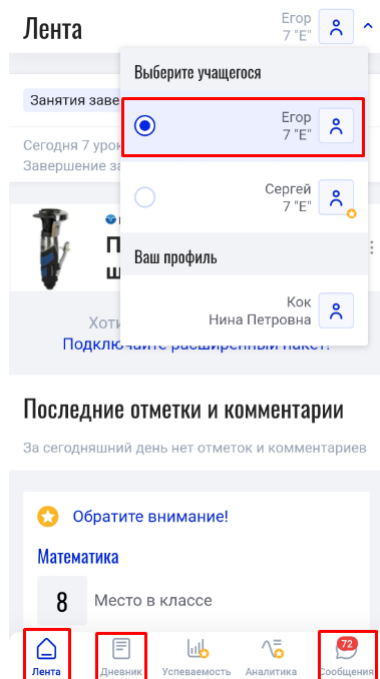 Лента
Егор
7 "Е"
Выберите учащегося
Занятия заве
Егор
7 "Е"
Сегодня 7 урок
Завершение за
Сергей
7 "Е"
П
ш
Ваш профиль
Кок
Нина Петровна
Хоти
Подключайте расширенный пакет!
Последние отметки и комментарии
За сегодняшний день нет отметок и комментариев
Обратите внимание!
Математика
8 Место в классе
72
Лента Дневник Успеваемость Аналитика Сообщения